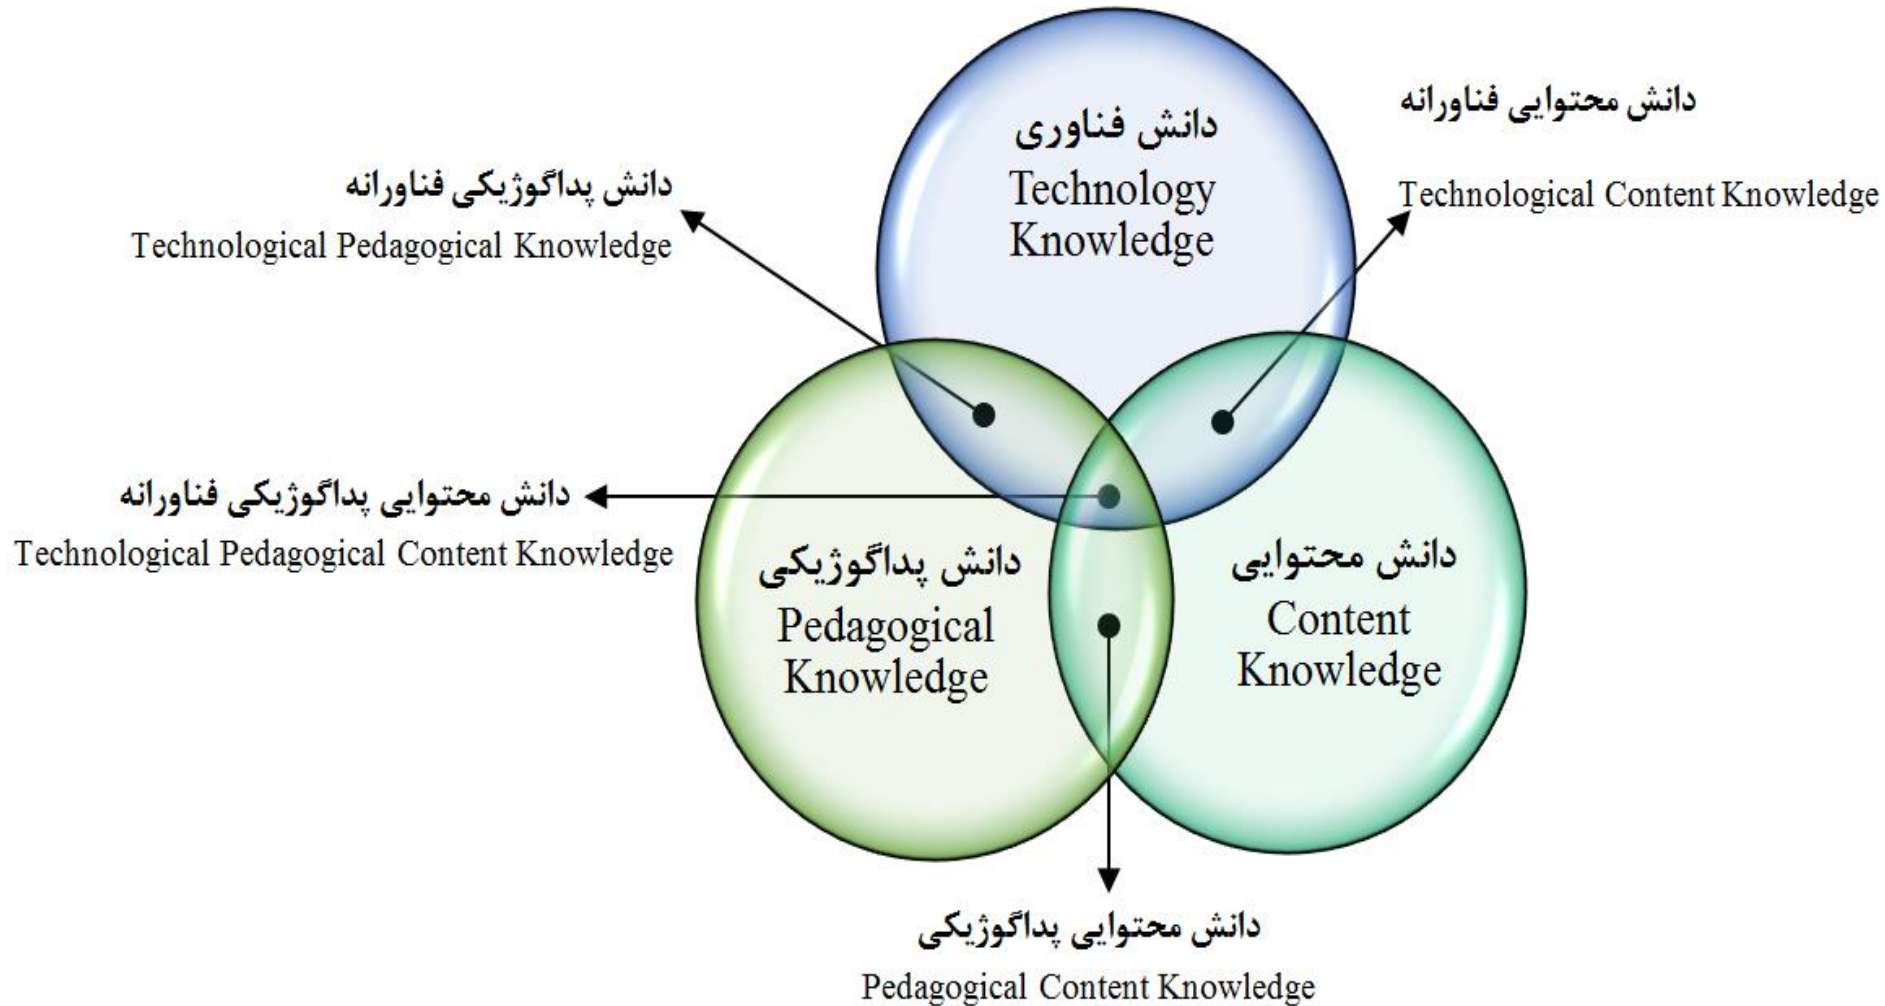 دانش فناوری
Technology
Knowledge
دانش محتوایی فناورانه
Technological Content Knowledge
دانش پداگوژیکی فناورانه
Technological Pedagogical Knowledge
دانش محتوایی پداگوژیکی فناورانه
Technological Pedagogical Content Knowledge
دانش پداگوژیکی
Pedagogical
Knowledge
دانش محتوایی
Content
Knowledge
دانش محتوایی پداگوژیکی
Pedagogical Content Knowledge